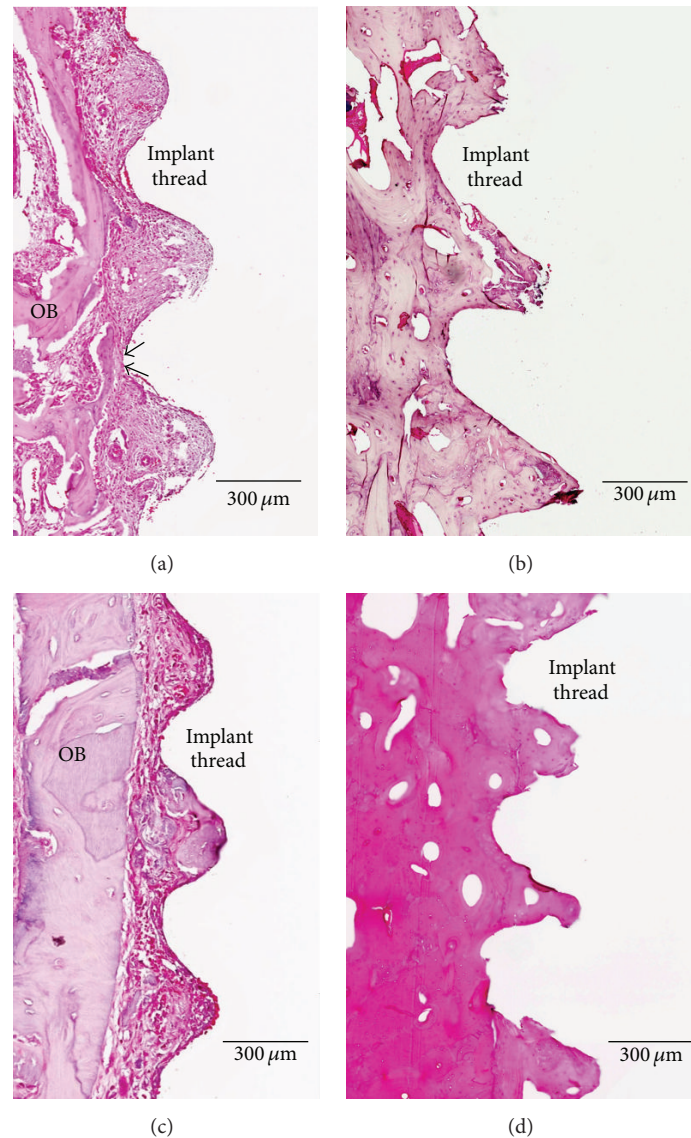 Implant
thread
OB
300 µm
(a)
Implant
thread
300 µm
(b)
OB
Implant
thread
300 µm
(c)
Implant
thread
300 µm
(d)